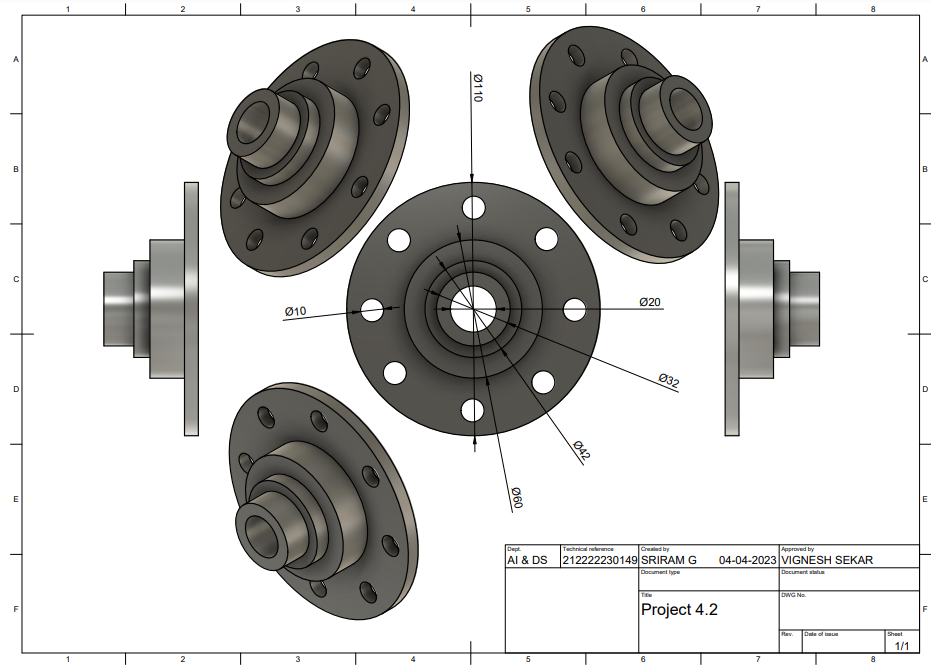 1 2 3 4 5 6 7 8
A A
Ø110
B B
C C
Ø10
Ø20
D D
Ø32
Ø42
E E
Ø60
Dept. Technical reference Created by Approved by
AI & DS 212222230149 SRIRAM G 04-04-2023 VIGNESH SEKAR
Document type Document status
Title DWG No.
Project 4.2
F F
Rev. Date of issue Sheet
1/1
1 2 3 4 5 6 7 8